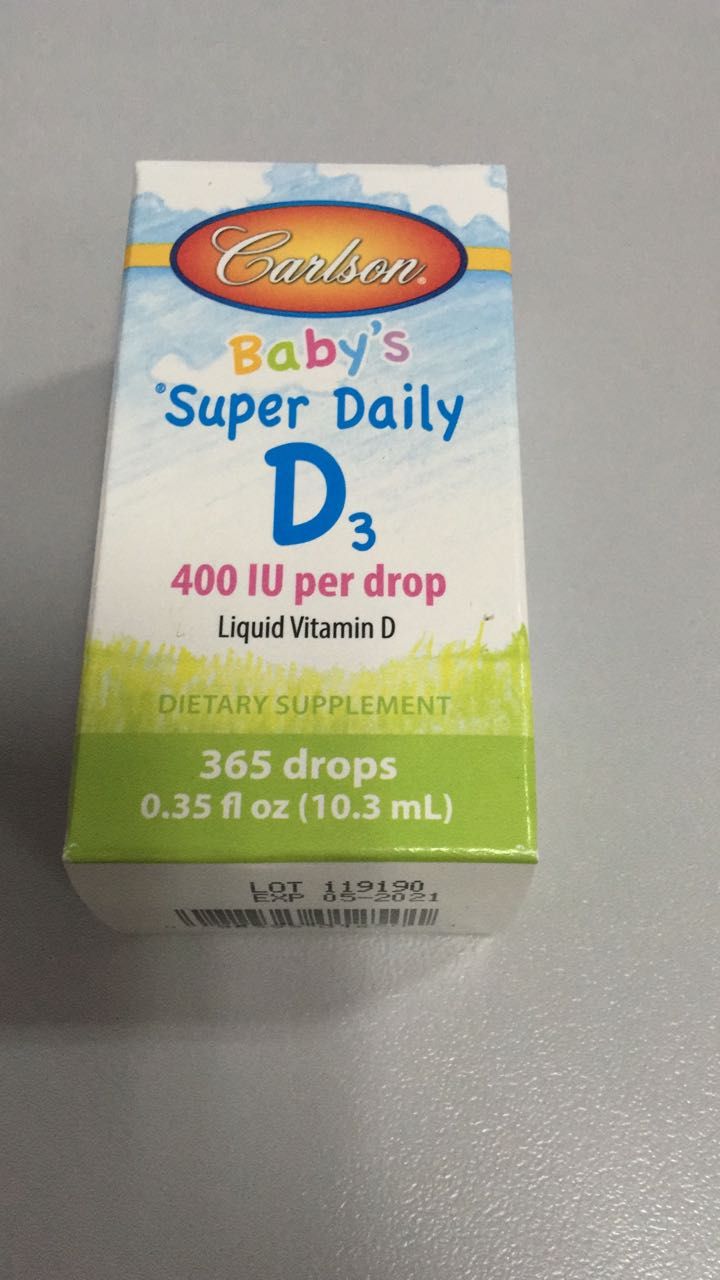 Carlson®
Baby's
®Super Daily
D₃
400 IU per drop
Liquid Vitamin D
DIETARY SUPPLEMENT
365 drops
0.35 fl oz (10.3 mL)
LOT 119190
EXP 05-2021